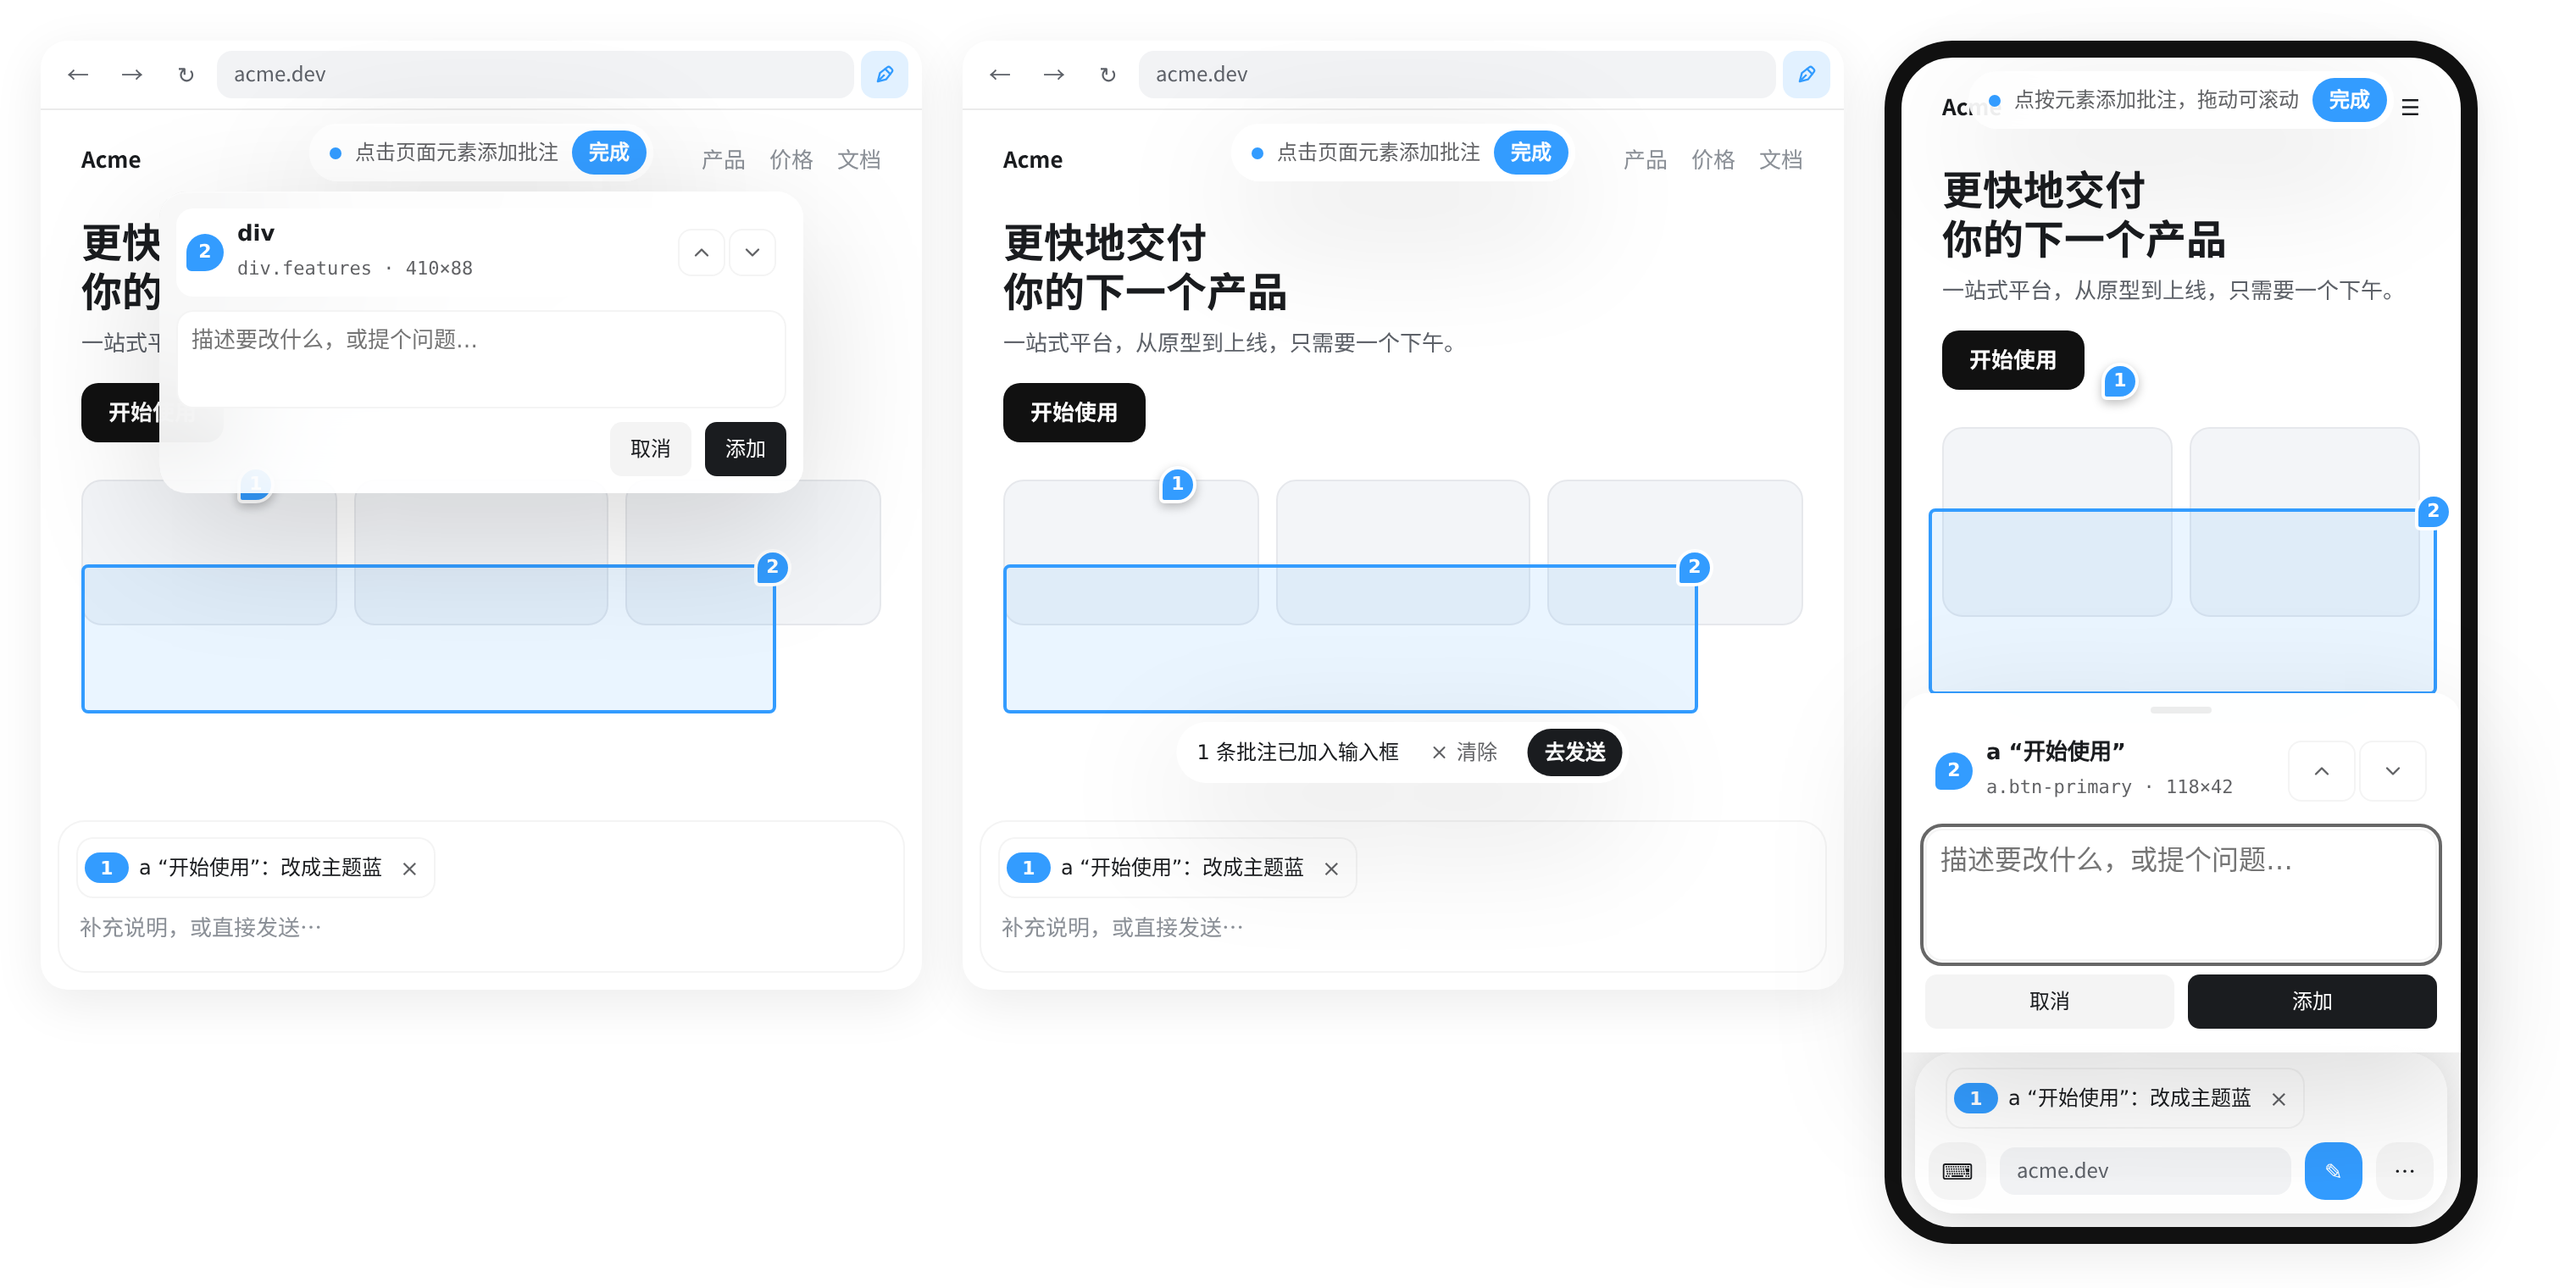 acme.dev
点击页面元素添加批注 完成
Acme
产品 价格 文档
更快
你的
一站式平
开始使用
2
div
div.features · 410×88
描述要改什么，或提个问题…
取消 添加
1
2
1 a “开始使用”：改成主题蓝 ×
补充说明，或直接发送…
acme.dev
点击页面元素添加批注 完成
Acme
产品 价格 文档
更快地交付
你的下一个产品
一站式平台，从原型到上线，只需要一个下午。
开始使用
1
2
1 条批注已加入输入框 × 清除 去发送
1 a “开始使用”：改成主题蓝 ×
补充说明，或直接发送…
Acme
点按元素添加批注，拖动可滚动 完成
更快地交付
你的下一个产品
一站式平台，从原型到上线，只需要一个下午。
开始使用
1
2
2
a “开始使用”
a.btn-primary · 118×42
描述要改什么，或提个问题…
取消 添加
1 a “开始使用”：改成主题蓝 ×
acme.dev